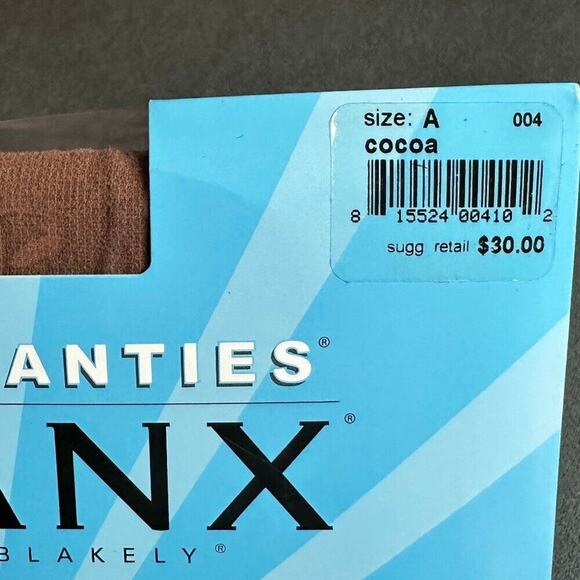 size: A 004
cocoa
8 15524 00410 2
sugg retail $30.00
ANTIES®
ANX®
BLAKELY®